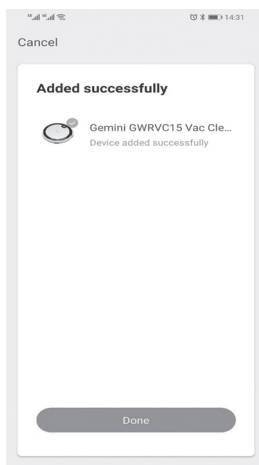 14:31
Cancel
Added successfully
Gemini GWRVC15 Vac Cle...
Device added successfully
Done